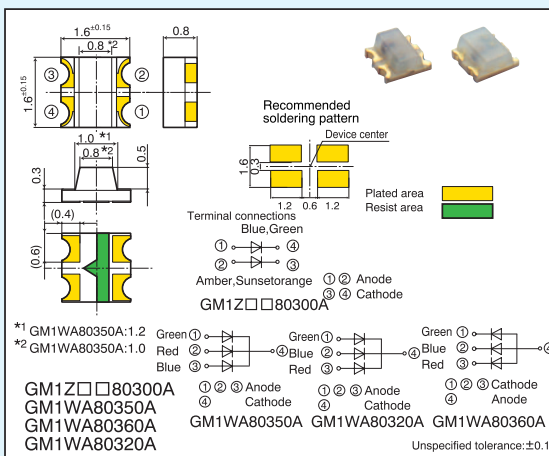 1.6±0.15
0.8 *2
0.8
1.6±0.15
③ ②
④ ①
1.0 *1
0.8 *2
0.5
0.3
(0.4)
(0.6)
Recommended
soldering pattern
Device center
1.6
0.3
1.2 0.6 1.2
Plated area
Resist area
Terminal connections
Blue,Green
① ④
② ③
Amber,Sunsetorange
① ② Anode
③ ④ Cathode
GM1Z□□80300A
*1 GM1WA80350A:1.2
*2 GM1WA80350A:1.0
Green ①
Red ② ④
Blue ③
① ② ③ Anode
④ Cathode
GM1WA80350A
Green ①
Blue ② ④
Red ③
① ② ③ Anode
④ Cathode
GM1WA80320A
Green ①
Blue ②
Red ③
① ② ③ Cathode
④ Anode
GM1WA80360A
GM1Z□□80300A
GM1WA80350A
GM1WA80360A
GM1WA80320A
Unspecified tolerance:±0.1